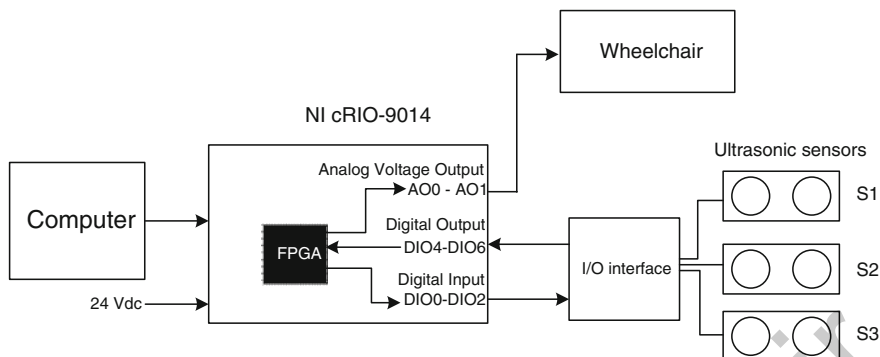 Wheelchair
NI cRIO-9014
Ultrasonic sensors
Analog Voltage Output
AO0 - AO1
S1
Computer
Digital Output
DIO4-DIO6
FPGA
I/O interface
S2
Digital Input
DIO0-DIO2
24 Vdc
S3